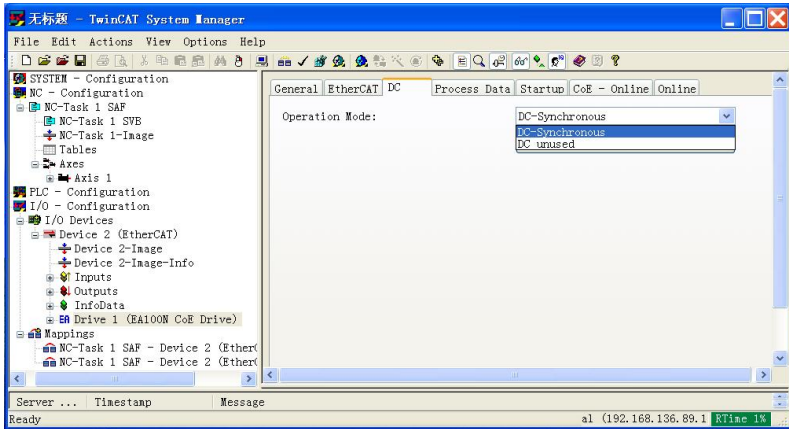 无标题 - TwinCAT System Manager
File Edit Actions View Options Help
SYSTEM - Configuration
NC - Configuration
NC-Task 1 SAF
NC-Task 1 SVB
NC-Task 1-Image
Tables
Axes
Axis 1
PLC - Configuration
I/O - Configuration
I/O Devices
Device 2 (EtherCAT)
Device 2-Image
Device 2-Image-Info
Inputs
Outputs
InfoData
EA Drive 1 (EA100N CoE Drive)
Mappings
NC-Task 1 SAF - Device 2 (Ether(
NC-Task 1 SAF - Device 2 (Ether(
General EtherCAT DC Process Data Startup CoE - Online Online
Operation Mode: DC-Synchronous
DC-Synchronous
DC unused
Server ... Timestamp Message
Ready al (192.168.136.89.1 RTime 1%